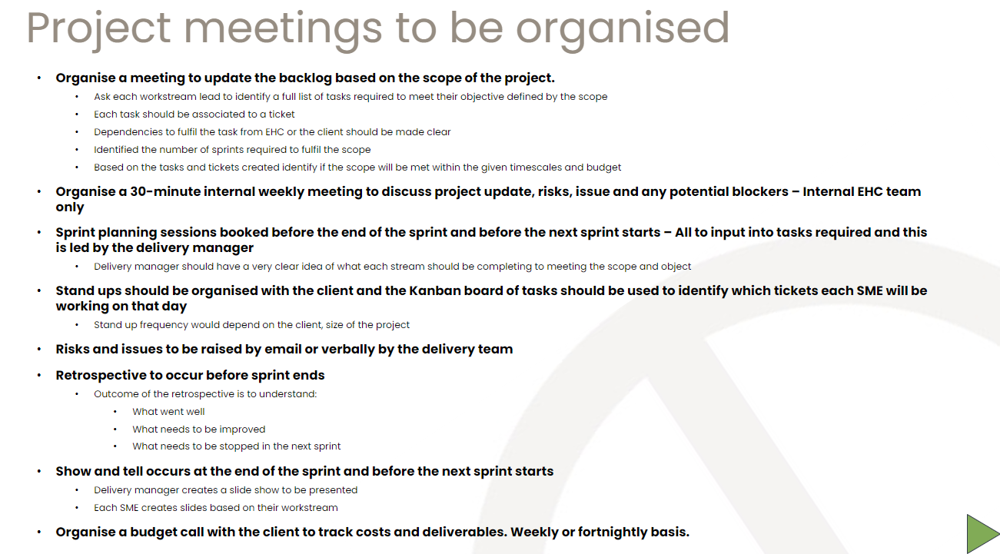 Project meetings to be organised
• Organise a meeting to update the backlog based on the scope of the project.
• Ask each workstream lead to identify a full list of tasks required to meet their objective defined by the scope
• Each task should be associated to a ticket
• Dependencies to fulfil the task from EHC or the client should be made clear
• Identified the number of sprints required to fulfil the scope
• Based on the tasks and tickets created identify if the scope will be met within the given timescales and budget
• Organise a 30-minute internal weekly meeting to discuss project update, risks, issue and any potential blockers – Internal EHC team
only
• Sprint planning sessions booked before the end of the sprint and before the next sprint starts – All to input into tasks required and this
is led by the delivery manager
• Delivery manager should have a very clear idea of what each stream should be completing to meeting the scope and object
• Stand ups should be organised with the client and the Kanban board of tasks should be used to identify which tickets each SME will be
working on that day
• Stand up frequency would depend on the client, size of the project
• Risks and issues to be raised by email or verbally by the delivery team
• Retrospective to occur before sprint ends
• Outcome of the retrospective is to understand:
• What went well
• What needs to be improved
• What needs to be stopped in the next sprint
• Show and tell occurs at the end of the sprint and before the next sprint starts
• Delivery manager creates a slide show to be presented
• Each SME creates slides based on their workstream
• Organise a budget call with the client to track costs and deliverables. Weekly or fortnightly basis.